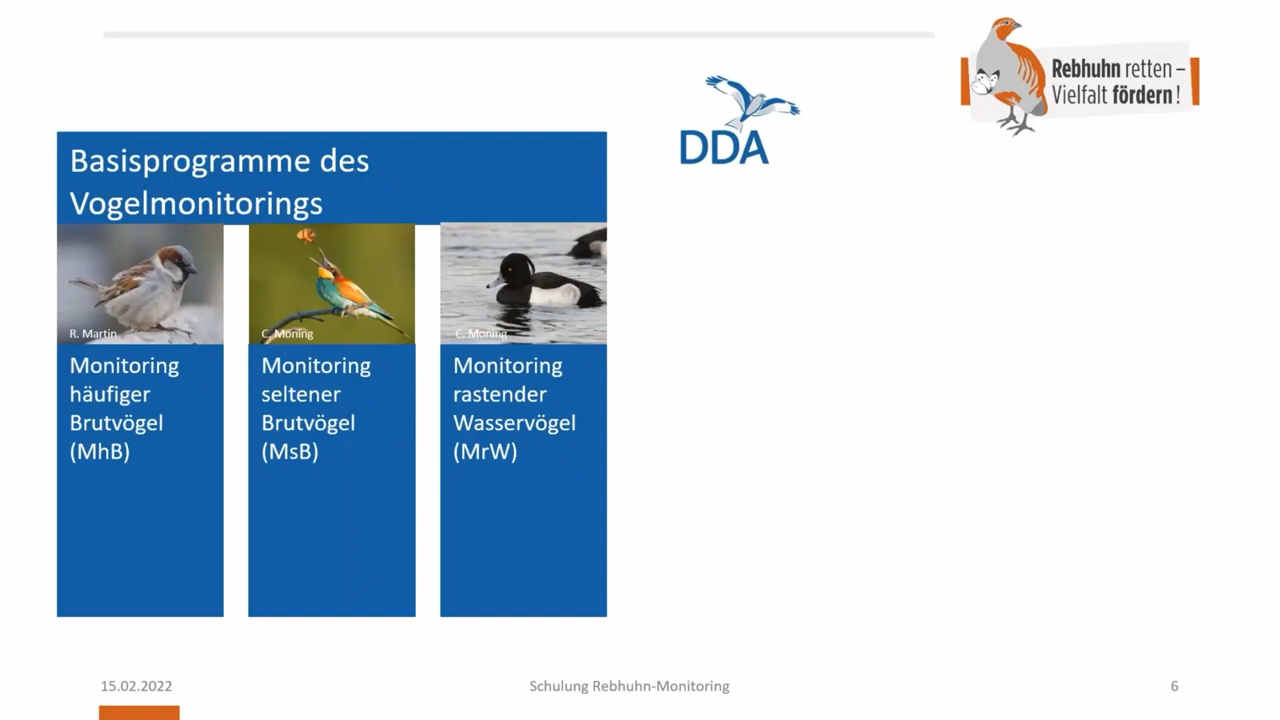 Rebhuhn retten –
Vielfalt fördern!
DDA
Basisprogramme des
Vogelmonitorings
R. Martin
Monitoring
häufiger
Brutvögel
(MhB)
C. Moning
Monitoring
seltener
Brutvögel
(MsB)
C. Moning
Monitoring
rastender
Wasservögel
(MrW)
15.02.2022
Schulung Rebhuhn-Monitoring
6